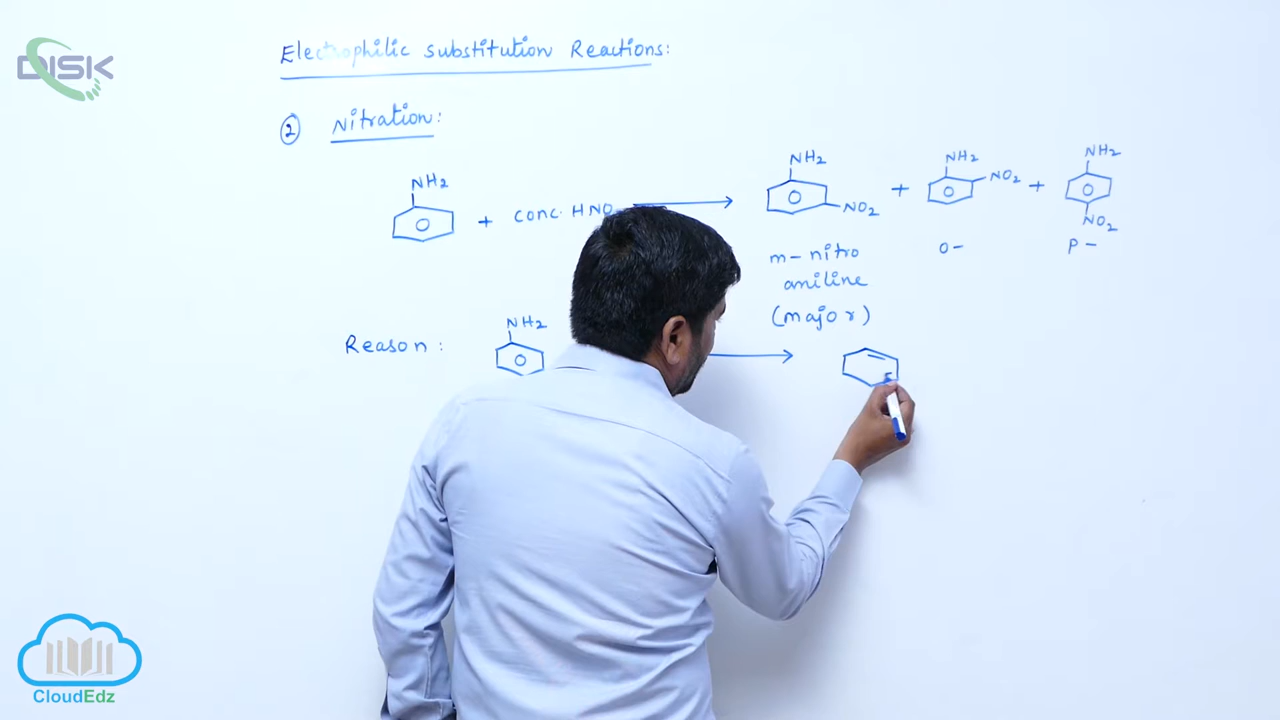 DISK
Electrophilic substitution Reactions:
2 Nitration:
NH2
+ conc. HNO
NH2
NO2
+
NH2
NO2
+
NH2
NO2
m- nitro
aniline
(major)
o-
p-
Reason:
NH2
CloudEdz